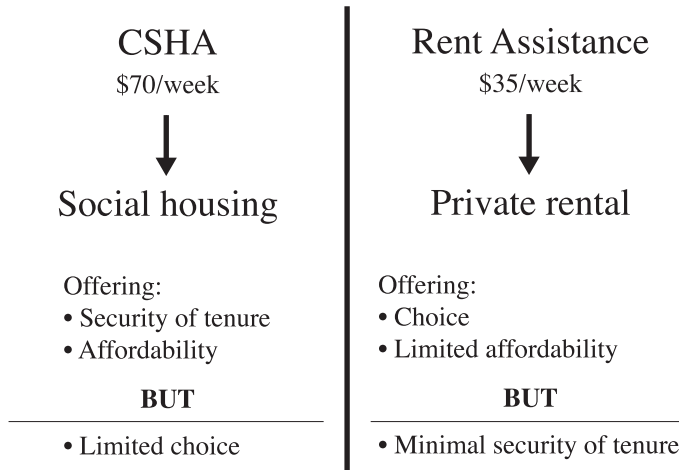 CSHA
$70/week
Social housing
Offering:
• Security of tenure
• Affordability
BUT
• Limited choice
Rent Assistance
$35/week
Private rental
Offering:
• Choice
• Limited affordability
BUT
• Minimal security of tenure